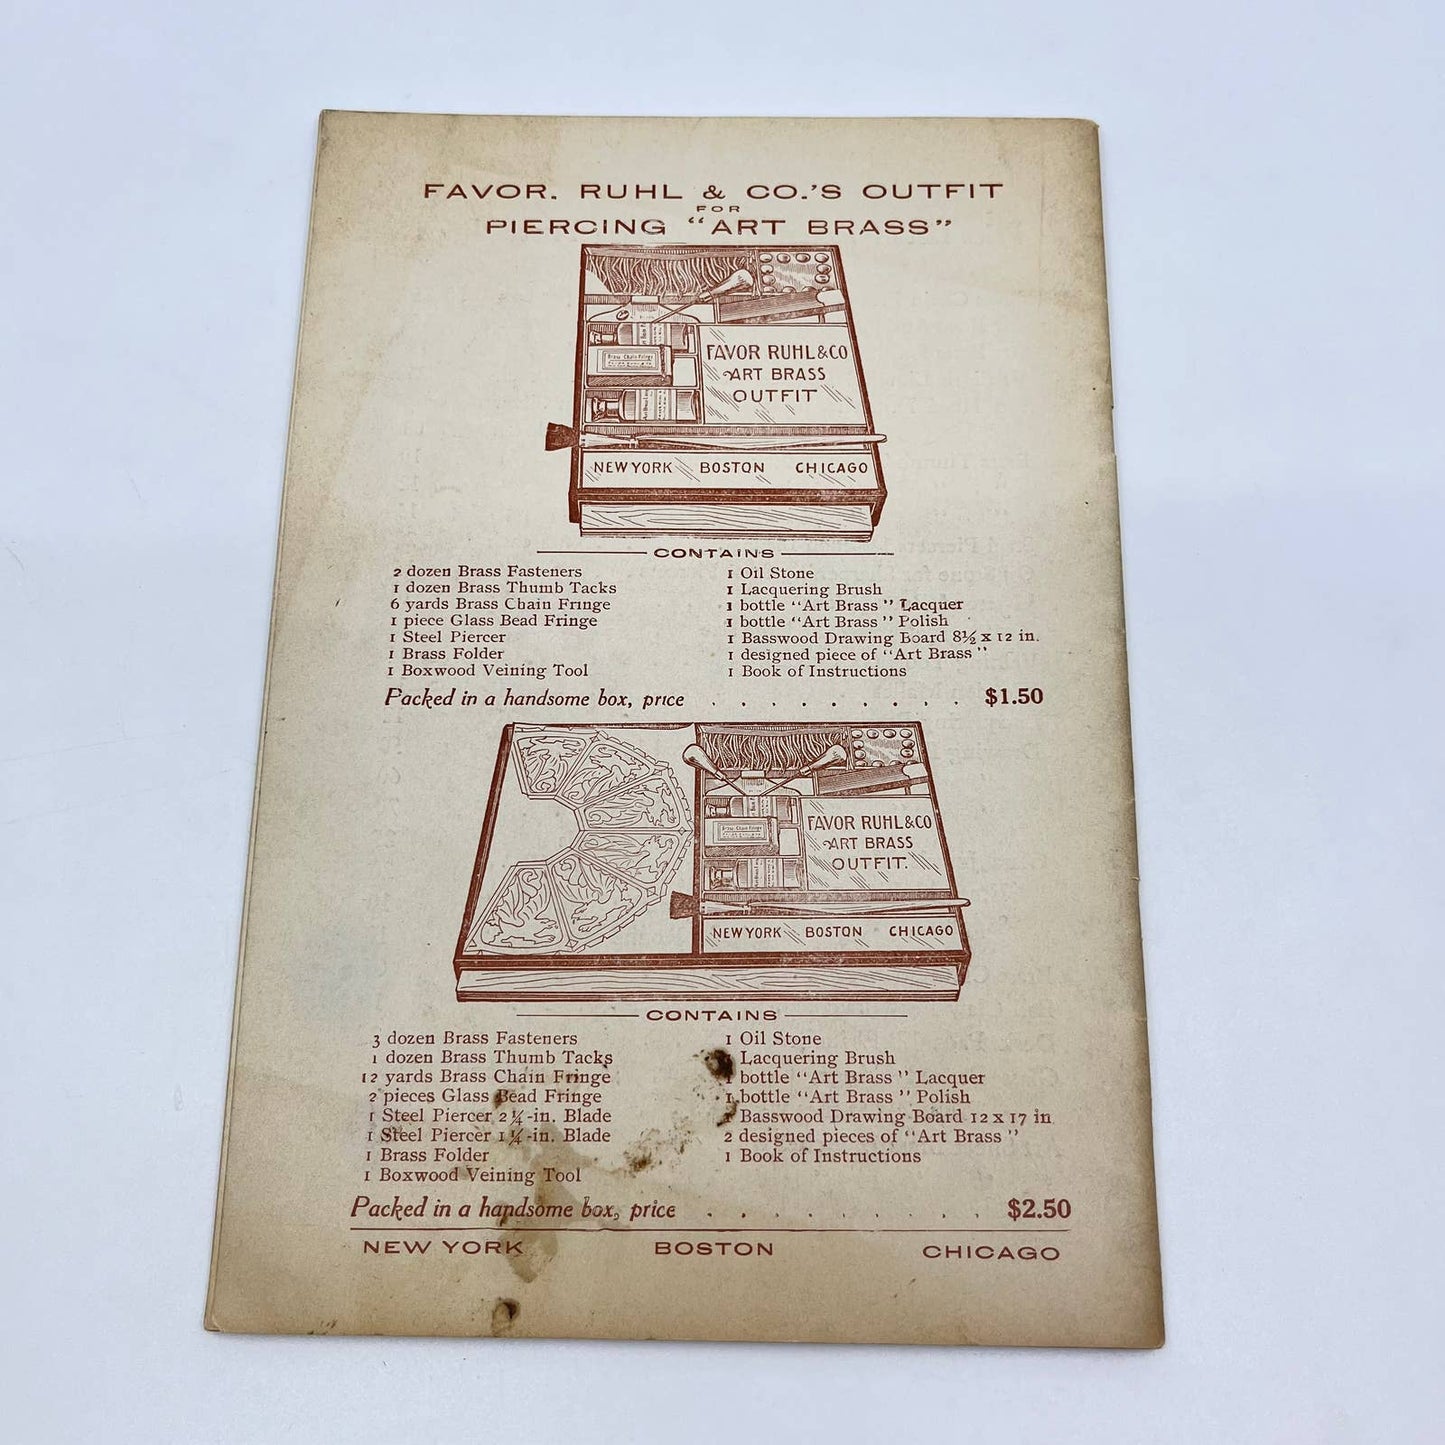 FAVOR, RUHL & CO.'S OUTFIT
FOR
PIERCING "ART BRASS"
Brass Chain Fringe
FAVOR RUHL & CO
ART BRASS
OUTFIT
NEW YORK BOSTON CHICAGO
CONTAINS
2 dozen Brass Fasteners
1 dozen Brass Thumb Tacks
6 yards Brass Chain Fringe
1 piece Glass Bead Fringe
1 Steel Piercer
1 Brass Folder
1 Boxwood Veining Tool
1 Oil Stone
1 Lacquering Brush
1 bottle "Art Brass" Lacquer
1 bottle "Art Brass" Polish
1 Basswood Drawing Board 8½ x 12 in.
1 designed piece of "Art Brass"
1 Book of Instructions
Packed in a handsome box, price . . . . . . . . . $1.50
Brass Chain Fringe
FAVOR RUHL & CO
ART BRASS
OUTFIT.
NEW YORK BOSTON CHICAGO
CONTAINS
3 dozen Brass Fasteners
1 dozen Brass Thumb Tacks
12 yards Brass Chain Fringe
2 pieces Glass Bead Fringe
1 Steel Piercer 2¼-in. Blade
1 Steel Piercer 1¼-in. Blade
1 Brass Folder
1 Boxwood Veining Tool
1 Oil Stone
1 Lacquering Brush
1 bottle "Art Brass" Lacquer
1 bottle "Art Brass" Polish
1 Basswood Drawing Board 12 x 17 in
2 designed pieces of "Art Brass"
1 Book of Instructions
Packed in a handsome box, price . . . . . . . . . . $2.50
NEW YORK BOSTON CHICAGO